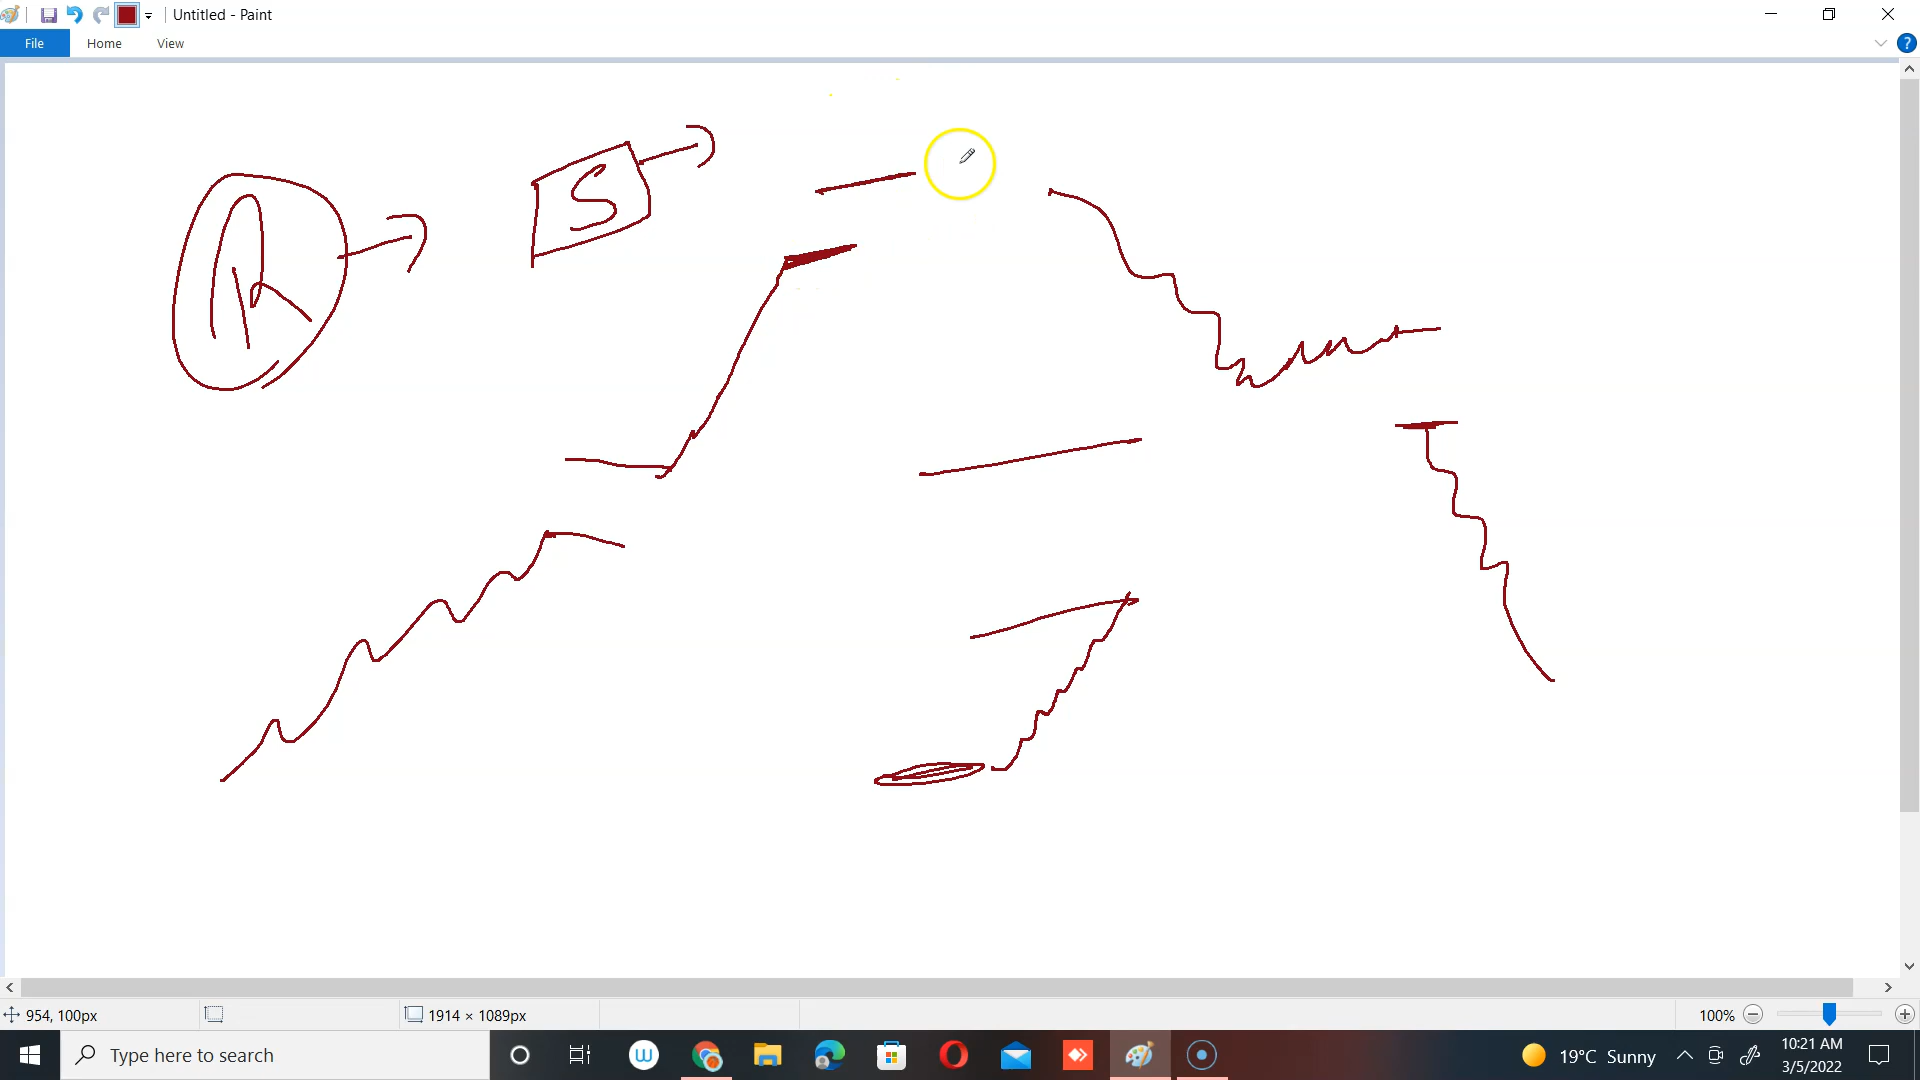 Untitled - Paint
File Home View
?
R
S
954, 100px
1914 × 1089px
100%
Type here to search
19°C Sunny
10:21 AM
3/5/2022